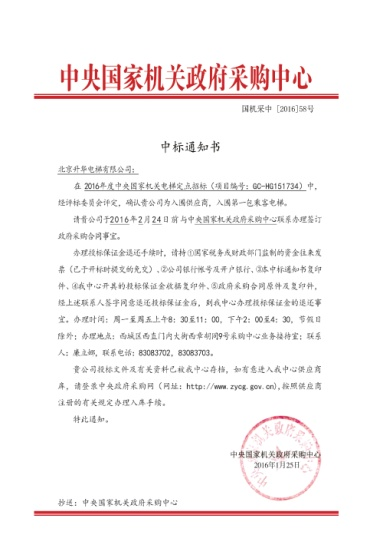 中央国家机关政府采购中心
国机采中 [2016]58号
中标通知书
北京升华电梯有限公司：
在 2016年度中央国家机关电梯定点招标（项目编号：GC-HG151734）中，
经评标委员会评定，确认贵公司为入围供应商，入围第一包乘客电梯。
请贵公司于2016年2月24日前与中央国家机关政府采购中心联系办理签订
政府采购合同事宜。
办理投标保证金退还手续时，请持①国家税务或财政部门监制的资金往来发
票（已于开标时提交的免交）、②公司银行帐号及开户银行、③本中标通知书复印
件、④我中心开具的投标保证金收据复印件、⑤政府采购合同原件及复印件，
经上述联系人签字同意退还投标保证金后，到我中心办理投标保证金的退还事
宜。办理时间：周一至周五上午8：30至11：00，下午2：00至4：30，节假日
除外；办理地点：西城区西直门内大街西章胡同9号采购中心业务接待室；联系
人：廉立娜，联系电话：83083702，83083703。
贵公司投标文件及有关资料已被我中心存档，如有意进入我中心供应商
库，请登录中央政府采购网（网址：http://www.zycg.gov.cn),按照供应商
注册的有关规定办理入库手续。
特此通知。
中央国家机关政府采购中心
2016年1月25日
抄送：中央国家机关政府采购中心